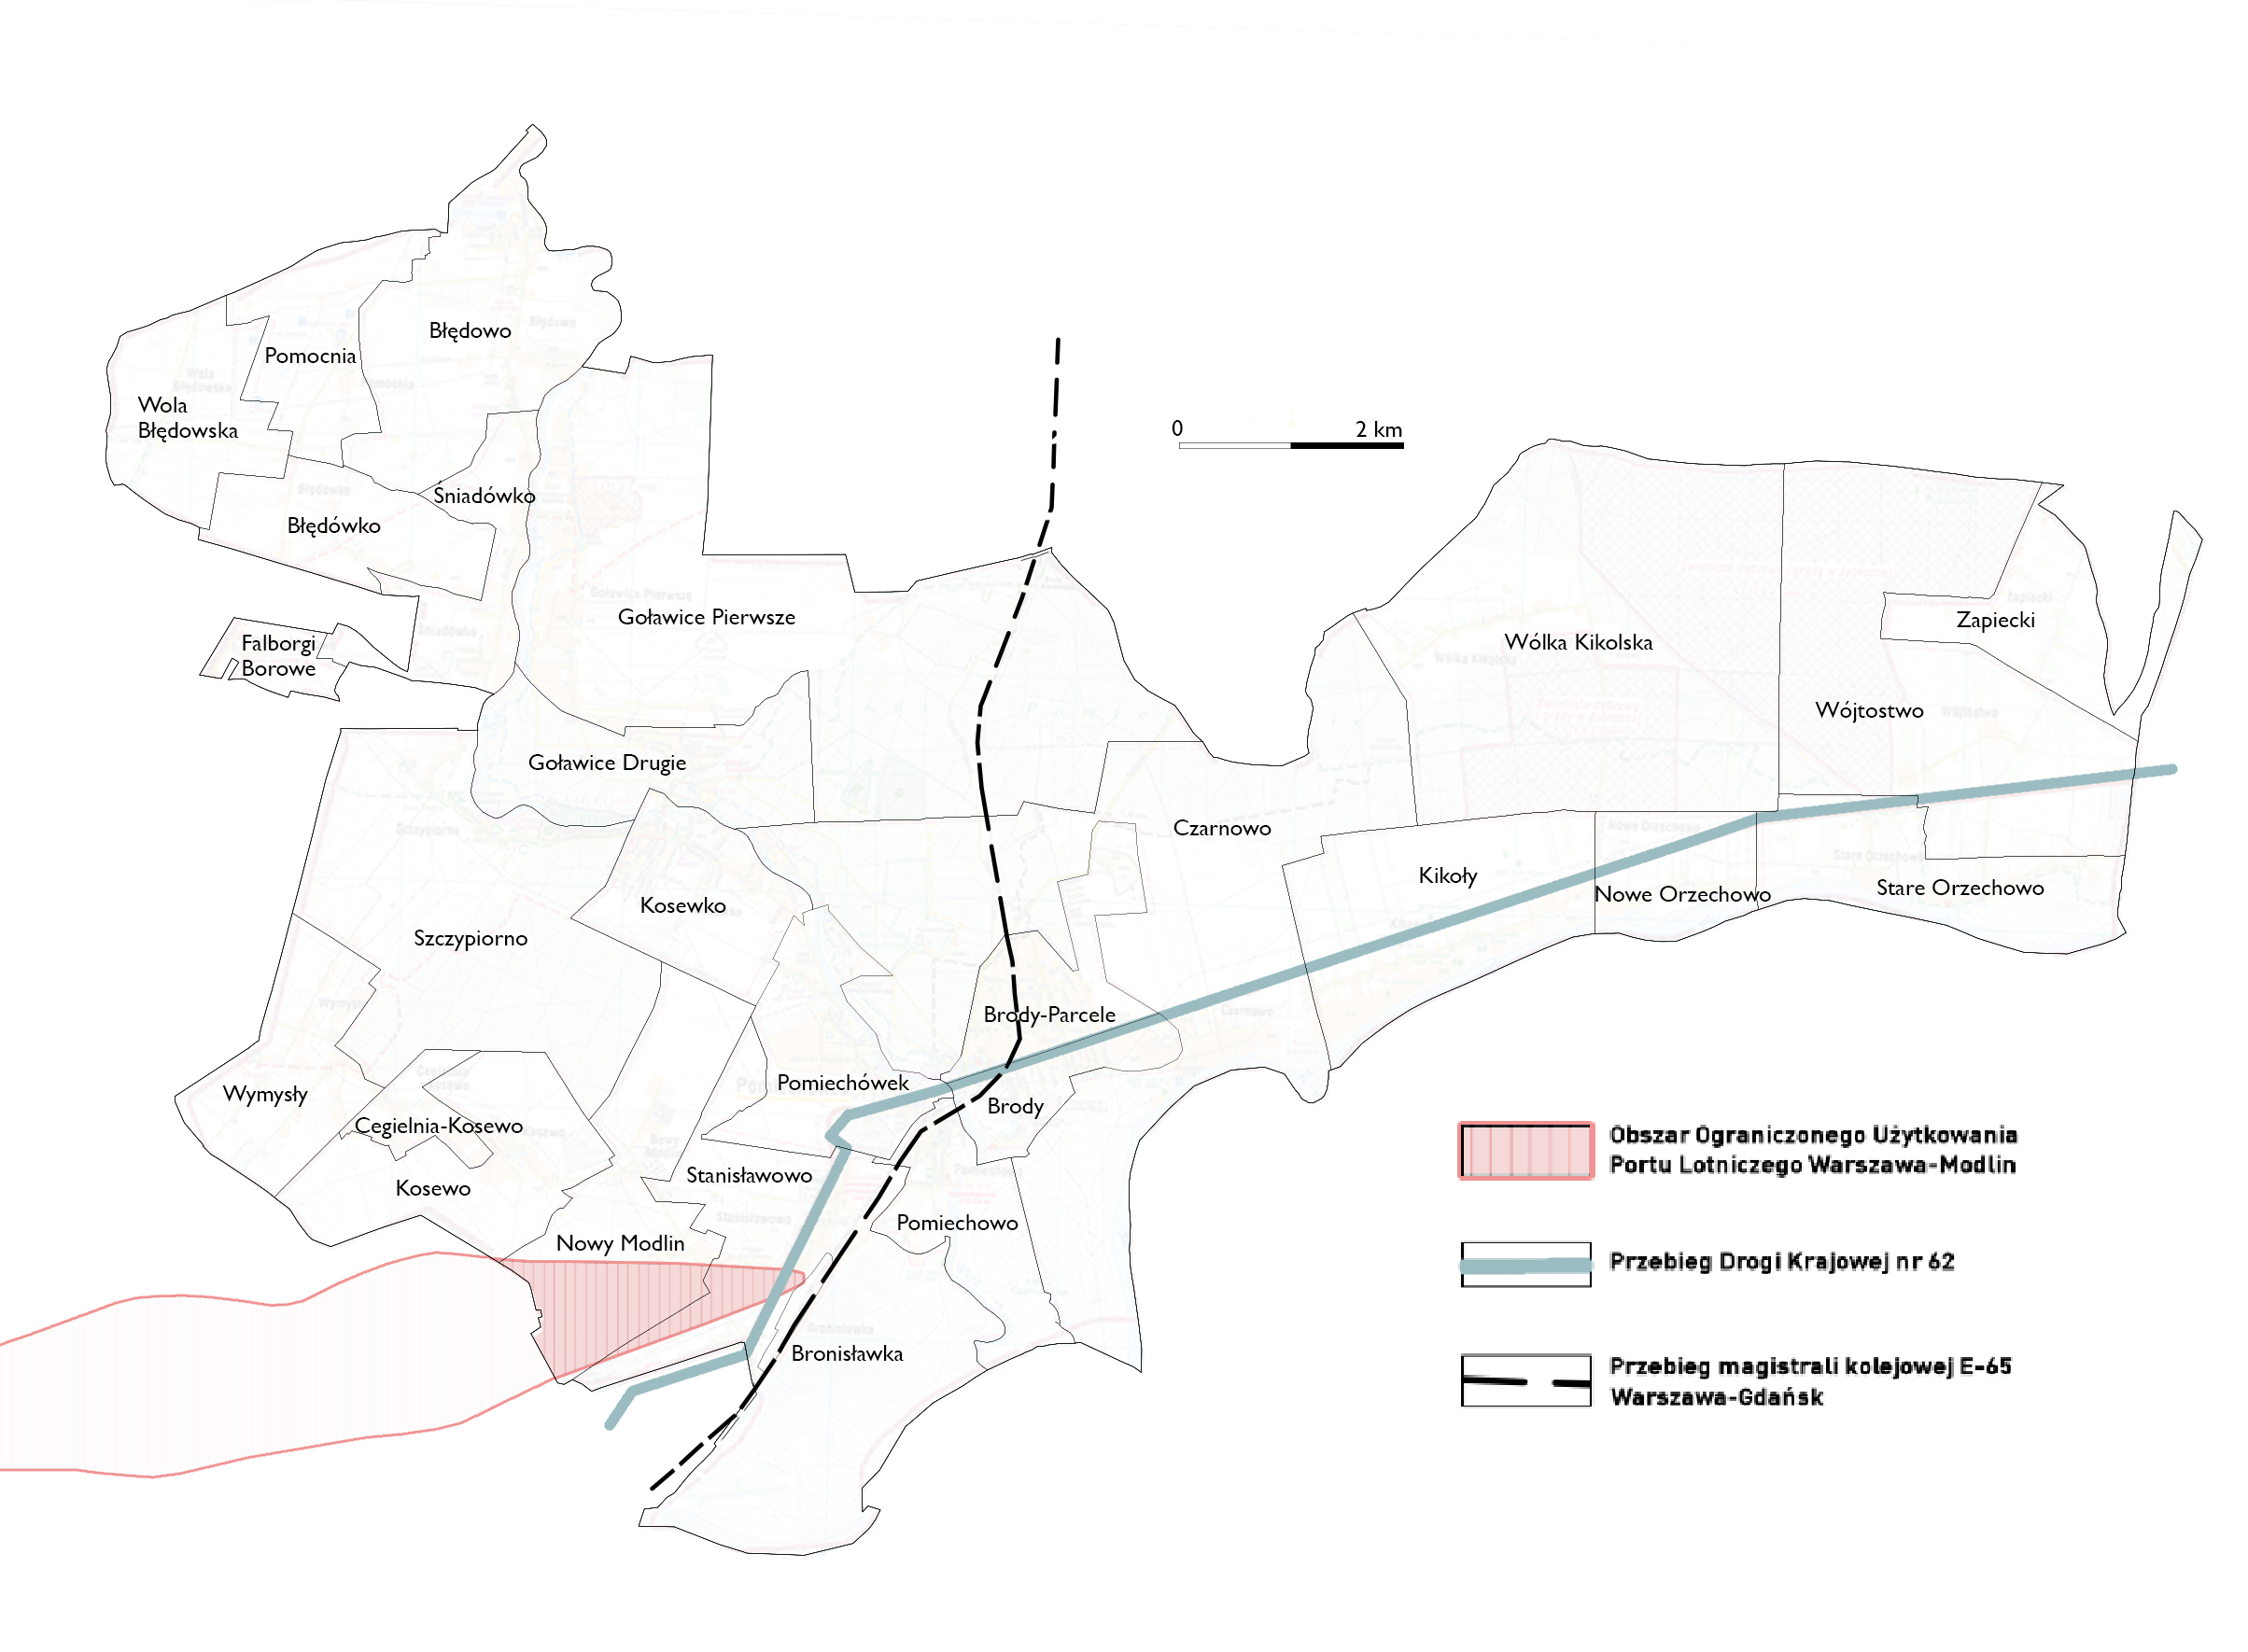 Błędowo
Pomocnia
Wola
Błędowska
0 2 km
Śniadówko
Błędówko
Goławice Pierwsze
Zapiecki
Falborgi
Borowe
Wólka Kikolska
Wójtostwo
Goławice Drugie
Czarnowo
Kikoły
Stare Orzechowo
Nowe Orzechowo
Kosewko
Szczypiorno
Brody-Parcele
Pomiechówek
Wymysły
Brody
Cegielnia-Kosewo
Stanisławowo
Kosewo
Pomiechowo
Nowy Modlin
Bronisławka
Obszar Ograniczonego Użytkowania
Portu Lotniczego Warszawa-Modlin
Przebieg Drogi Krajowej nr 62
Przebieg magistrali kolejowej E-65
Warszawa-Gdańsk